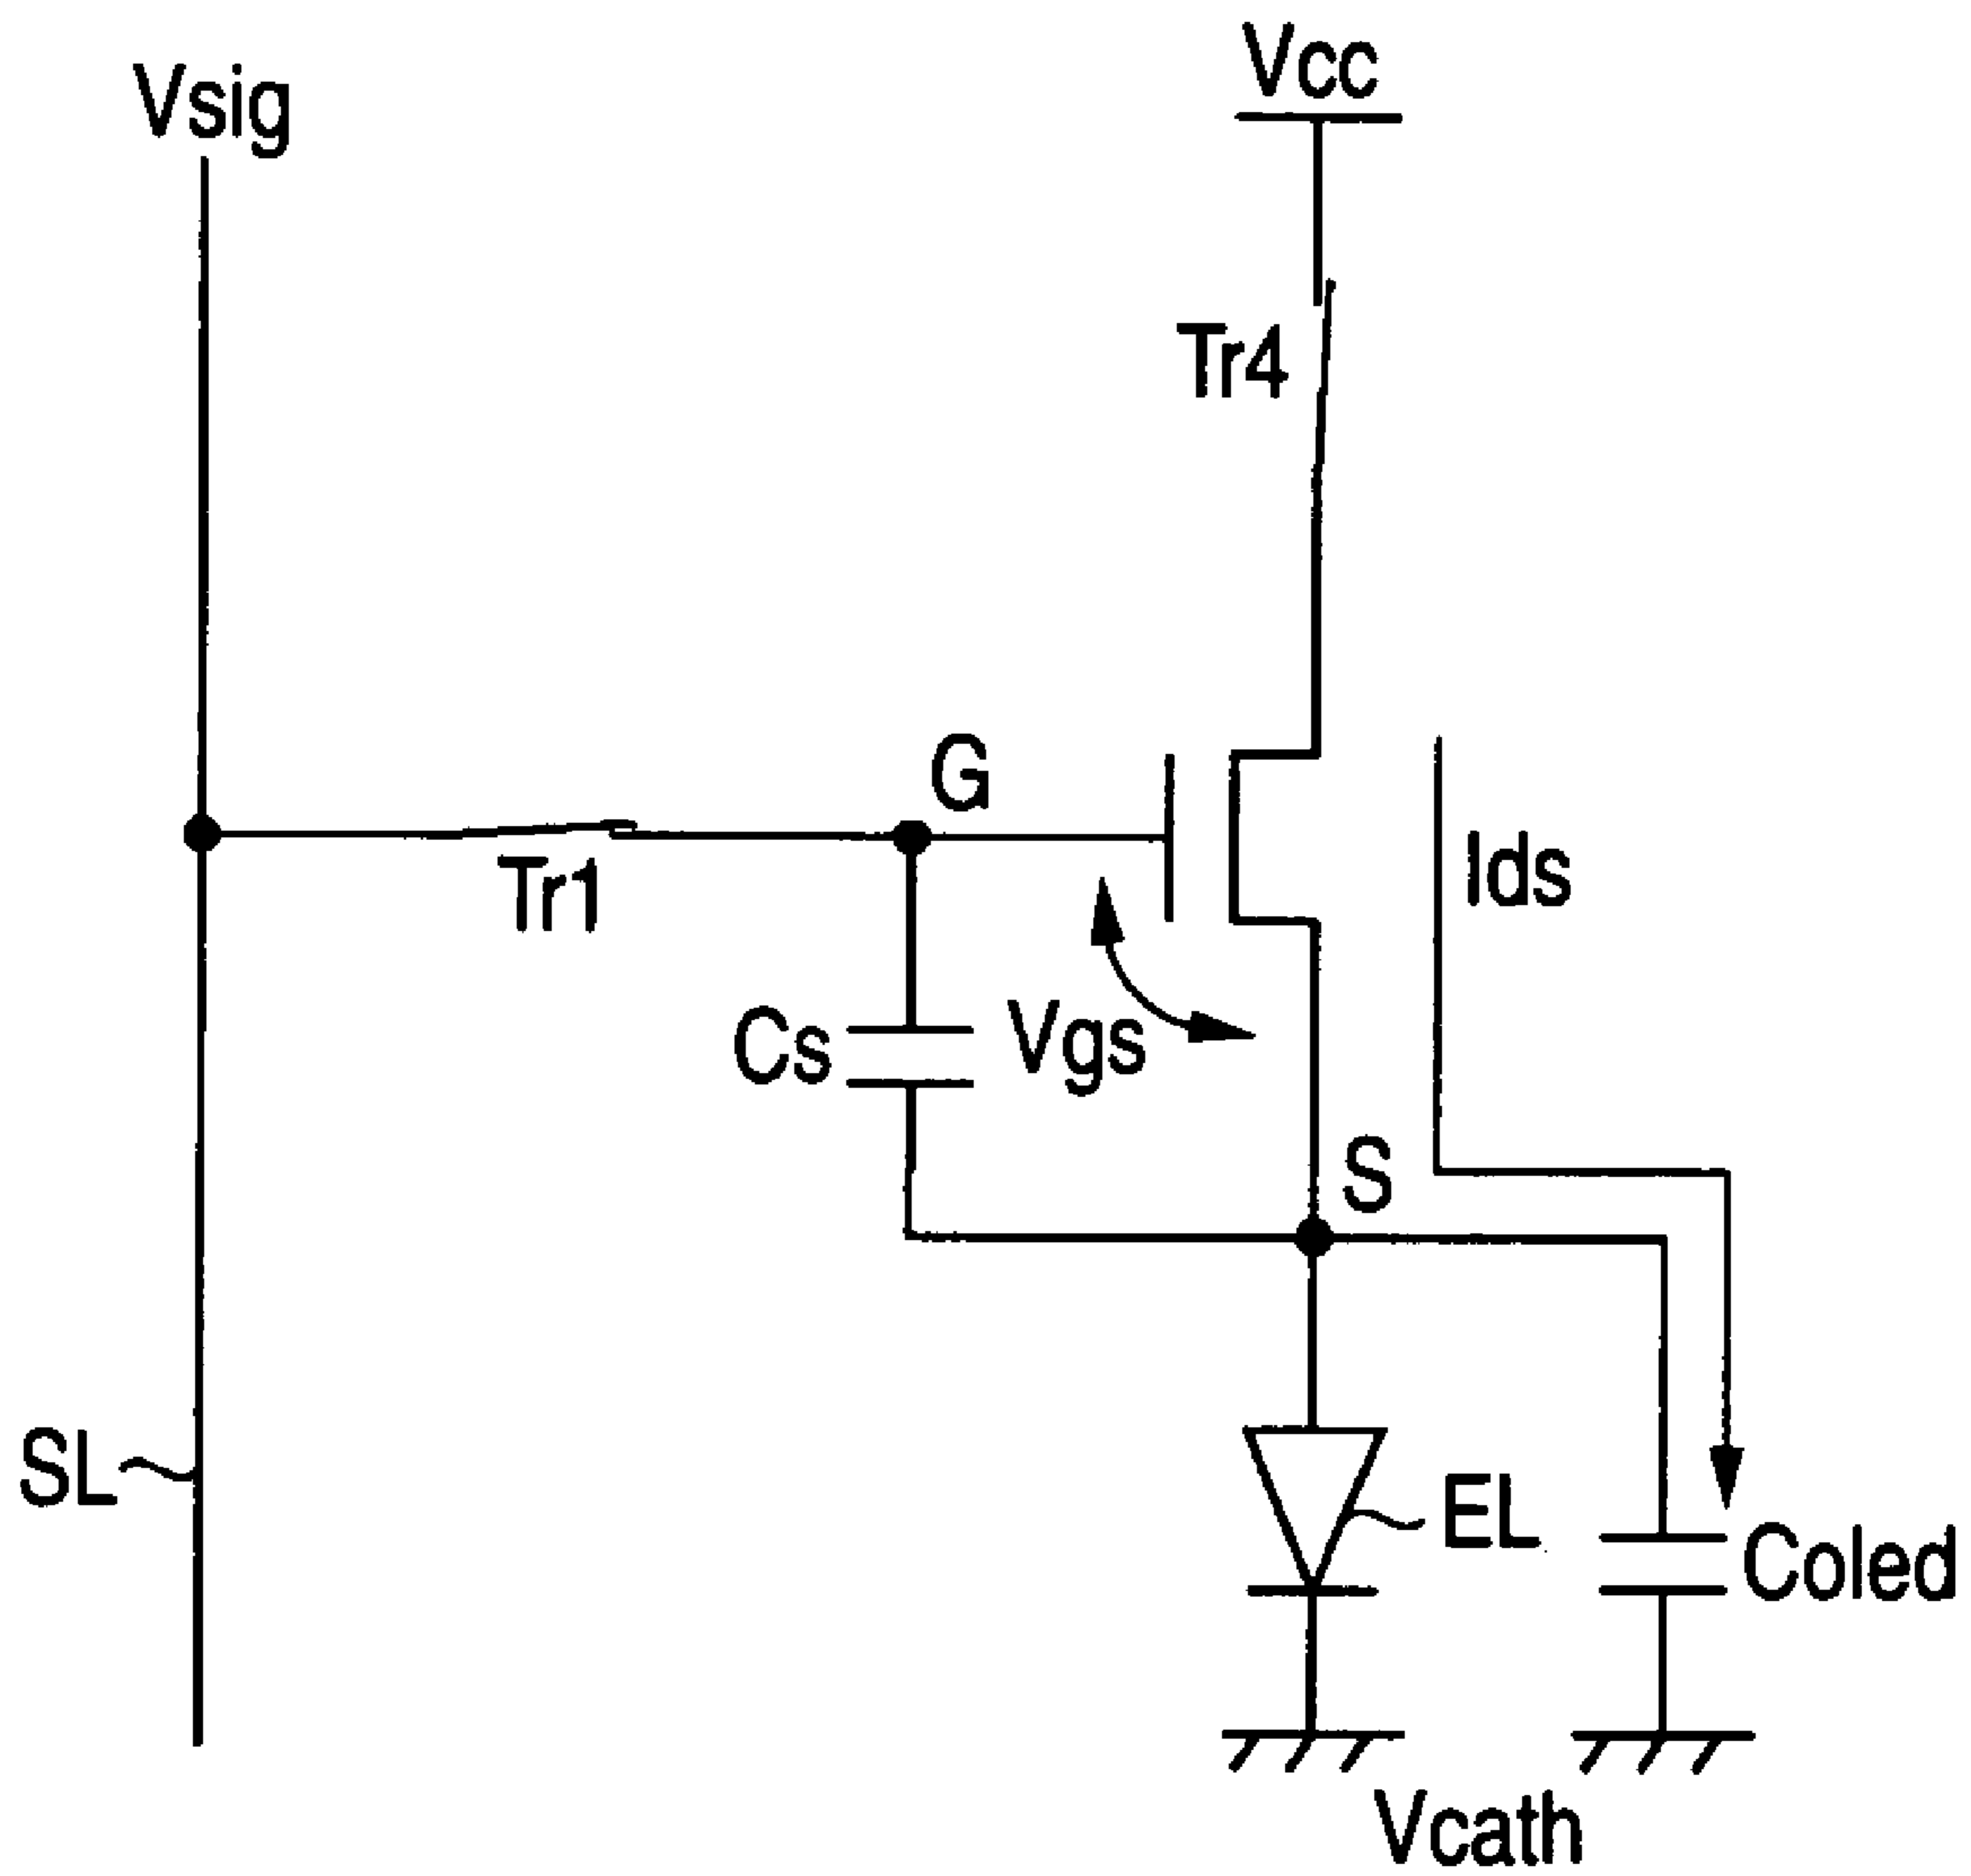 Vsig
Vcc
Tr4
G
Tr1
Ids
Cs
Vgs
S
SL
EL
Coled
Vcath